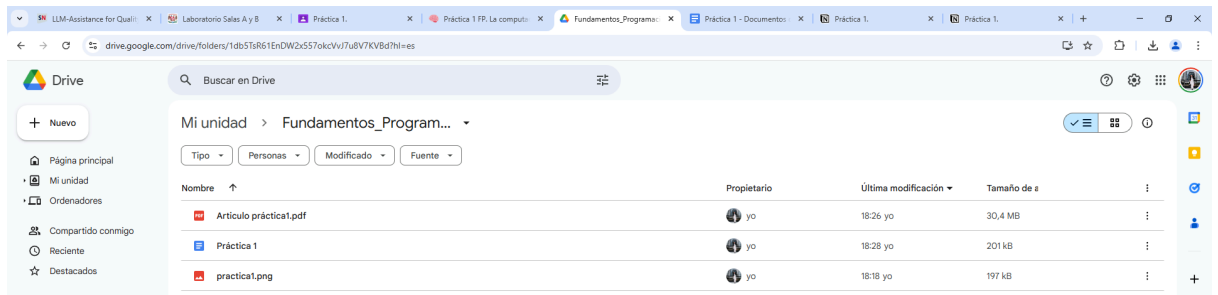 SN LLM-Assistance for Qualit
Laboratorio Salas A y B
Práctica 1.
Práctica 1 FP. La computa
Fundamentos_Programac
Práctica 1 - Documentos
Práctica 1.
Práctica 1.
drive.google.com/drive/folders/1db5TsR61EnDW2x557okcVvJ7u8V7KVBd?hl=es
Drive
Buscar en Drive
Nuevo
Mi unidad > Fundamentos_Program...
Tipo Personas Modificado Fuente
Página principal
Mi unidad
Ordenadores
Compartido conmigo
Reciente
Destacados
Nombre Propietario Última modificación Tamaño de a
PDF Articulo práctica1.pdf yo 18:26 yo 30,4 MB
Práctica 1 yo 18:28 yo 201 kB
practica1.png yo 18:18 yo 197 kB